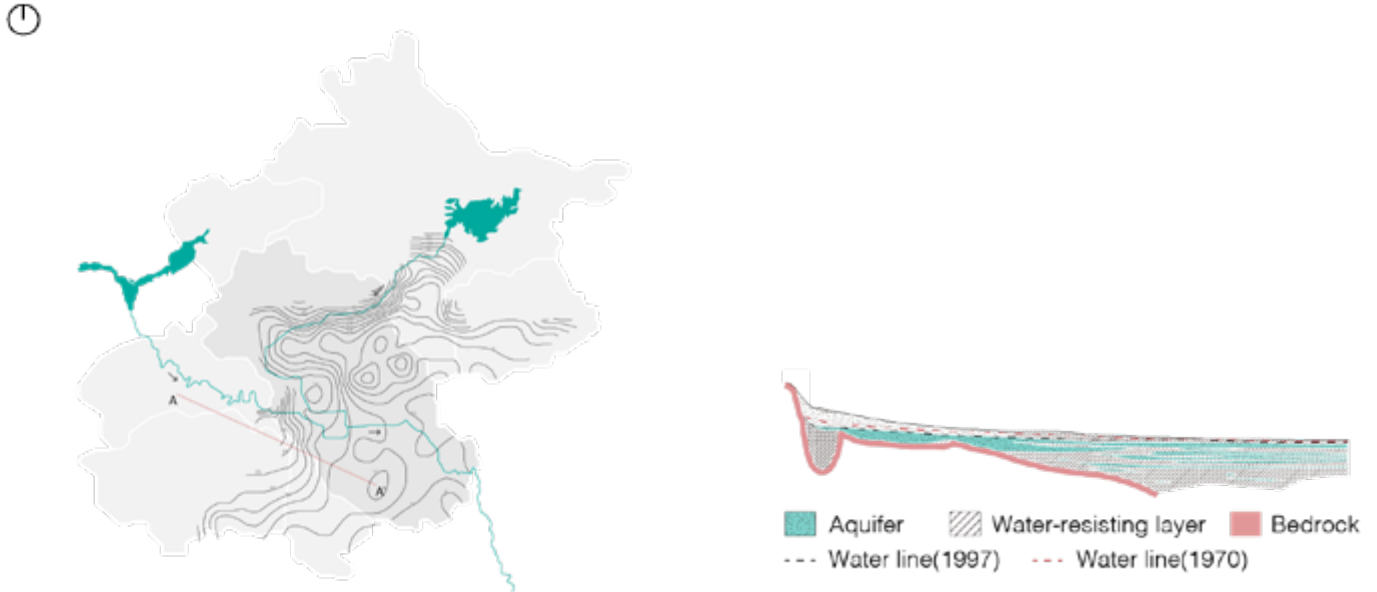 A
A'
Aquifer
Water-resisting layer
Bedrock
Water line(1997)
Water line(1970)